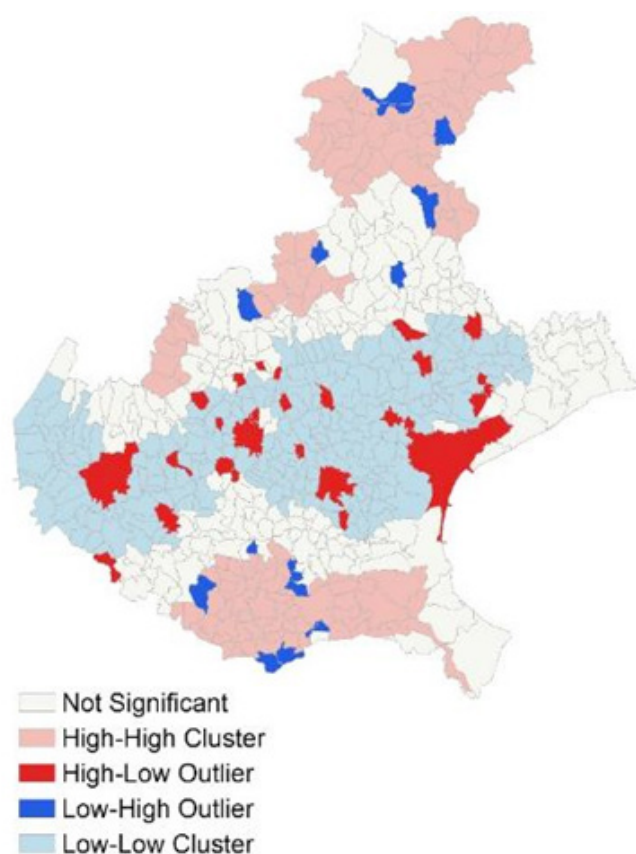 Not Significant
High-High Cluster
High-Low Outlier
Low-High Outlier
Low-Low Cluster